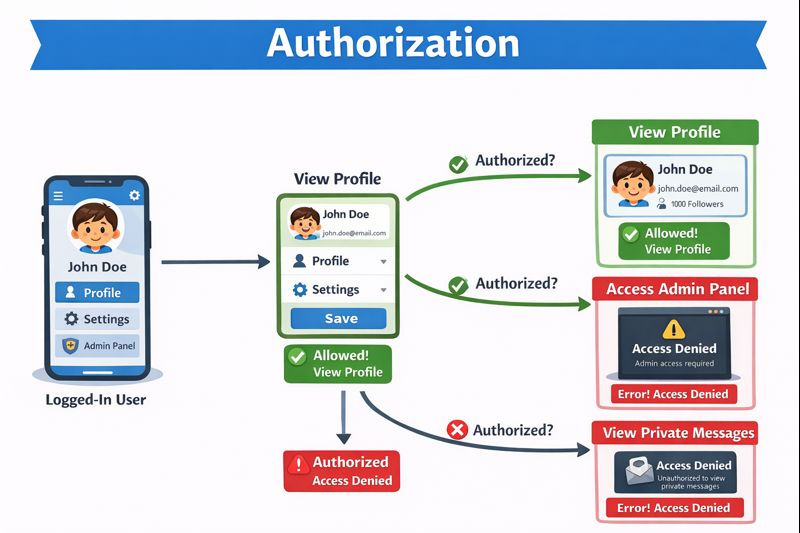 Authorization
John Doe
Profile
Settings
Admin Panel
Logged-In User
View Profile
John Doe
john.doe@email.com
Profile
Settings
Save
Allowed!
View Profile
Authorized
Access Denied
Authorized?
Authorized?
Authorized?
View Profile
John Doe
john.doe@email.com
1000 Followers
Allowed!
View Profile
Access Admin Panel
Access Denied
Admin access required
Error! Access Denied
View Private Messages
Access Denied
Unauthorized to view
private messages
Error! Access Denied